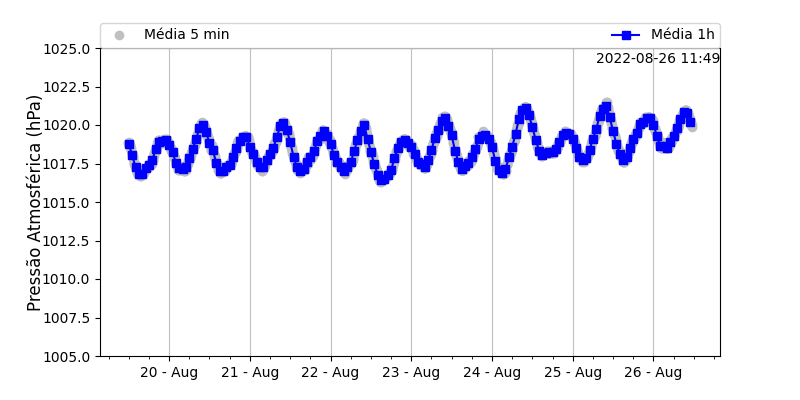 Média 5 min
Média 1h
2022-08-26 11:49
Pressão Atmosférica (hPa)
1025.0
1022.5
1020.0
1017.5
1015.0
1012.5
1010.0
1007.5
1005.0
20 - Aug
21 - Aug
22 - Aug
23 - Aug
24 - Aug
25 - Aug
26 - Aug